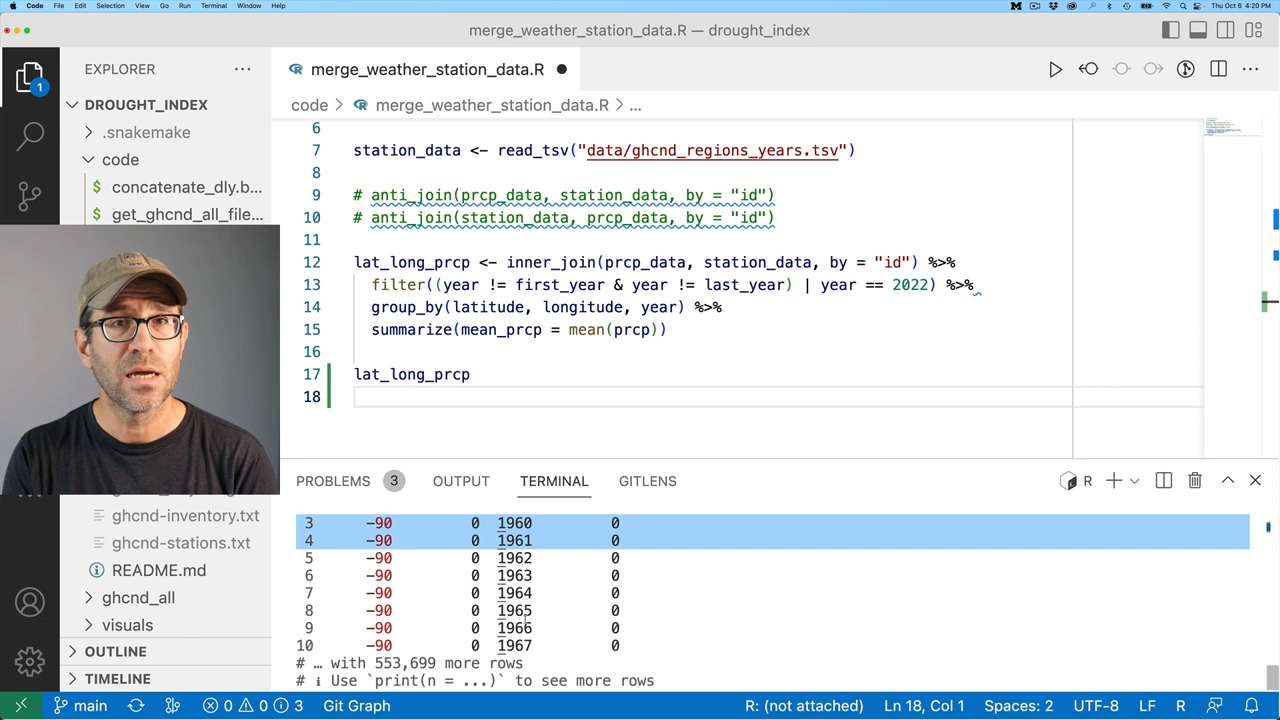 Code File Edit Selection View Go Run Terminal Window Help Thu Oct 6 4:20 PM
merge_weather_station_data.R — drought_index
EXPLORER
merge_weather_station_data.R
1
DROUGHT_INDEX
code > merge_weather_station_data.R > ...
.snakemake
code
$ concatenate_dly.b...
$ get_ghcnd_all_file...
6
7 station_data <- read_tsv("data/ghcnd_regions_years.tsv")
8
9 # anti_join(prcp_data, station_data, by = "id")
10 # anti_join(station_data, prcp_data, by = "id")
11
12 lat_long_prcp <- inner_join(prcp_data, station_data, by = "id") %>%
13 filter((year != first_year & year != last_year) | year == 2022) %>%
14 group_by(latitude, longitude, year) %>%
15 summarize(mean_prcp = mean(prcp))
16
17 lat_long_prcp
18
PROBLEMS 3 OUTPUT TERMINAL GITLENS R
ghcnd-inventory.txt
ghcnd-stations.txt
README.md
ghcnd_all
visuals
OUTLINE
TIMELINE
3 -90 0 1960 0
4 -90 0 1961 0
5 -90 0 1962 0
6 -90 0 1963 0
7 -90 0 1964 0
8 -90 0 1965 0
9 -90 0 1966 0
10 -90 0 1967 0
# … with 553,699 more rows
# ℹ Use `print(n = ...)` to see more rows
main 0 0 3 Git Graph R: (not attached) Ln 18, Col 1 Spaces: 2 UTF-8 LF R